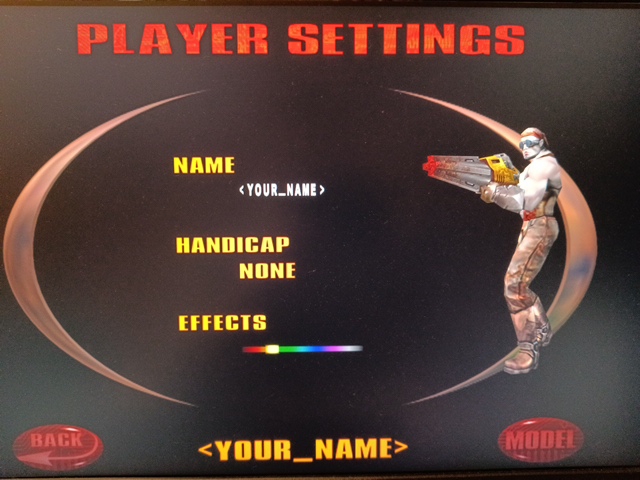 PLAYER SETTINGS
NAME
<YOUR_NAME>
HANDICAP
NONE
EFFECTS
BACK
<YOUR_NAME>
MODEL